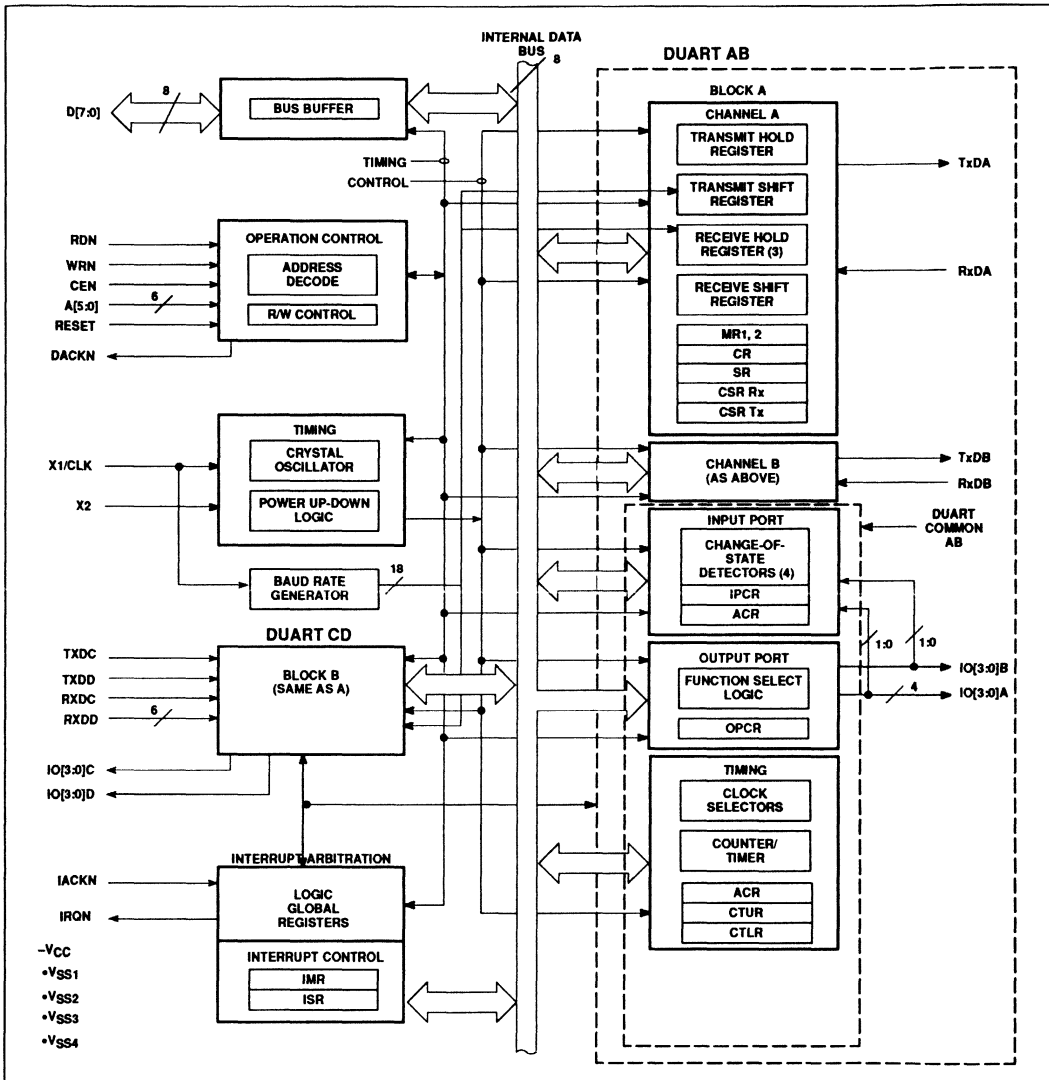 INTERNAL DATA
BUS
8
DUART AB
D[7:0]
8
BUS BUFFER
TIMING
CONTROL
RDN
WRN
CEN
A[5:0]
6
RESET
DACKN
OPERATION CONTROL
ADDRESS
DECODE
R/W CONTROL
X1/CLK
X2
TIMING
CRYSTAL
OSCILLATOR
POWER UP-DOWN
LOGIC
BAUD RATE
GENERATOR
18
DUART CD
TXDC
TXDD
RXDC
RXDD
6
BLOCK B
(SAME AS A)
IO[3:0]C
IO[3:0]D
INTERRUPT ARBITRATION
IACKN
IRQN
LOGIC
GLOBAL
REGISTERS
INTERRUPT CONTROL
IMR
ISR
–VCC
•VSS1
•VSS2
•VSS3
•VSS4
BLOCK A
CHANNEL A
TRANSMIT HOLD
REGISTER
TRANSMIT SHIFT
REGISTER
RECEIVE HOLD
REGISTER (3)
RECEIVE SHIFT
REGISTER
MR1, 2
CR
SR
CSR Rx
CSR Tx
TxDA
RxDA
CHANNEL B
(AS ABOVE)
TxDB
RxDB
DUART
COMMON
AB
INPUT PORT
CHANGE-OF-
STATE
DETECTORS (4)
IPCR
ACR
1:0
1:0
OUTPUT PORT
FUNCTION SELECT
LOGIC
OPCR
IO[3:0]B
4
IO[3:0]A
TIMING
CLOCK
SELECTORS
COUNTER/
TIMER
ACR
CTUR
CTLR